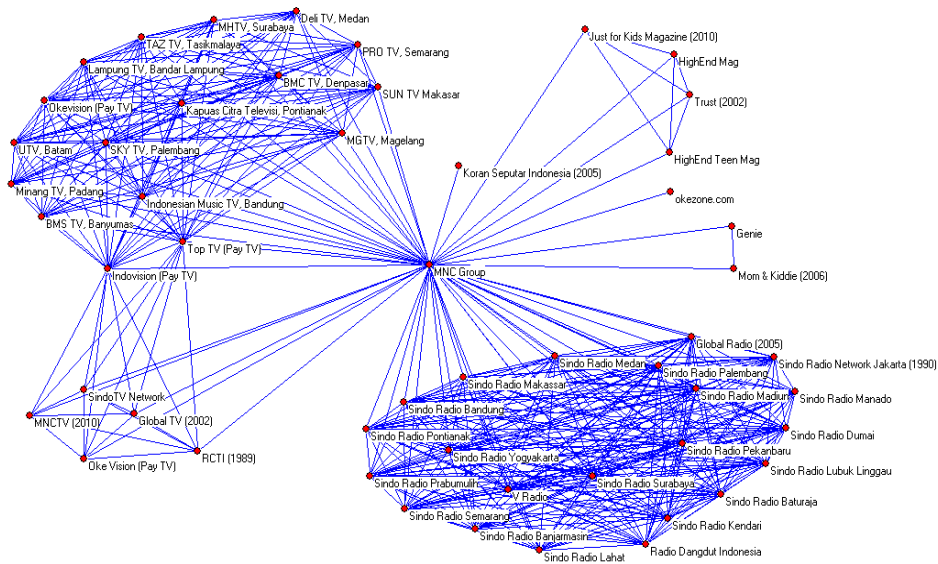 Deli TV, Medan
MHTV, Surabaya
Just for Kids Magazine (2010)
TAZ TV, Tasikmalaya
PRO TV, Semarang
HighEnd Mag
Lampung TV, Bandar Lampung
BMC TV, Denpasar
SUN TV Makasar
Trust (2002)
Okevision (Pay TV)
Kapuas Citra Televisi, Pontianak
MGTV, Magelang
UTV, Batam
SKY TV, Palembang
HighEnd Teen Mag
Koran Seputar Indonesia (2005)
Minang TV, Padang
okezone.com
Indonesian Music TV, Bandung
BMS TV, Banyumas
Genie
Top TV (Pay TV)
Indovision (Pay TV)
MNC Group
Mom & Kiddie (2006)
Global Radio (2005)
Sindo Radio Medan
Sindo Radio Network Jakarta (1990)
Sindo Radio Palembang
Sindo Radio Makassar
SindoTV Network
Sindo Radio Madiun
Sindo Radio Manado
Sindo Radio Bandung
MNCTV (2010)
Global TV (2002)
Sindo Radio Pontianak
Sindo Radio Dumai
Sindo Radio Pekanbaru
RCTI (1989)
Sindo Radio Yogyakarta
Oke Vision (Pay TV)
Sindo Radio Lubuk Linggau
Sindo Radio Prabumulih
Sindo Radio Surabaya
V Radio
Sindo Radio Baturaja
Sindo Radio Semarang
Sindo Radio Kendari
Sindo Radio Banjarmasin
Radio Dangdut Indonesia
Sindo Radio Lahat